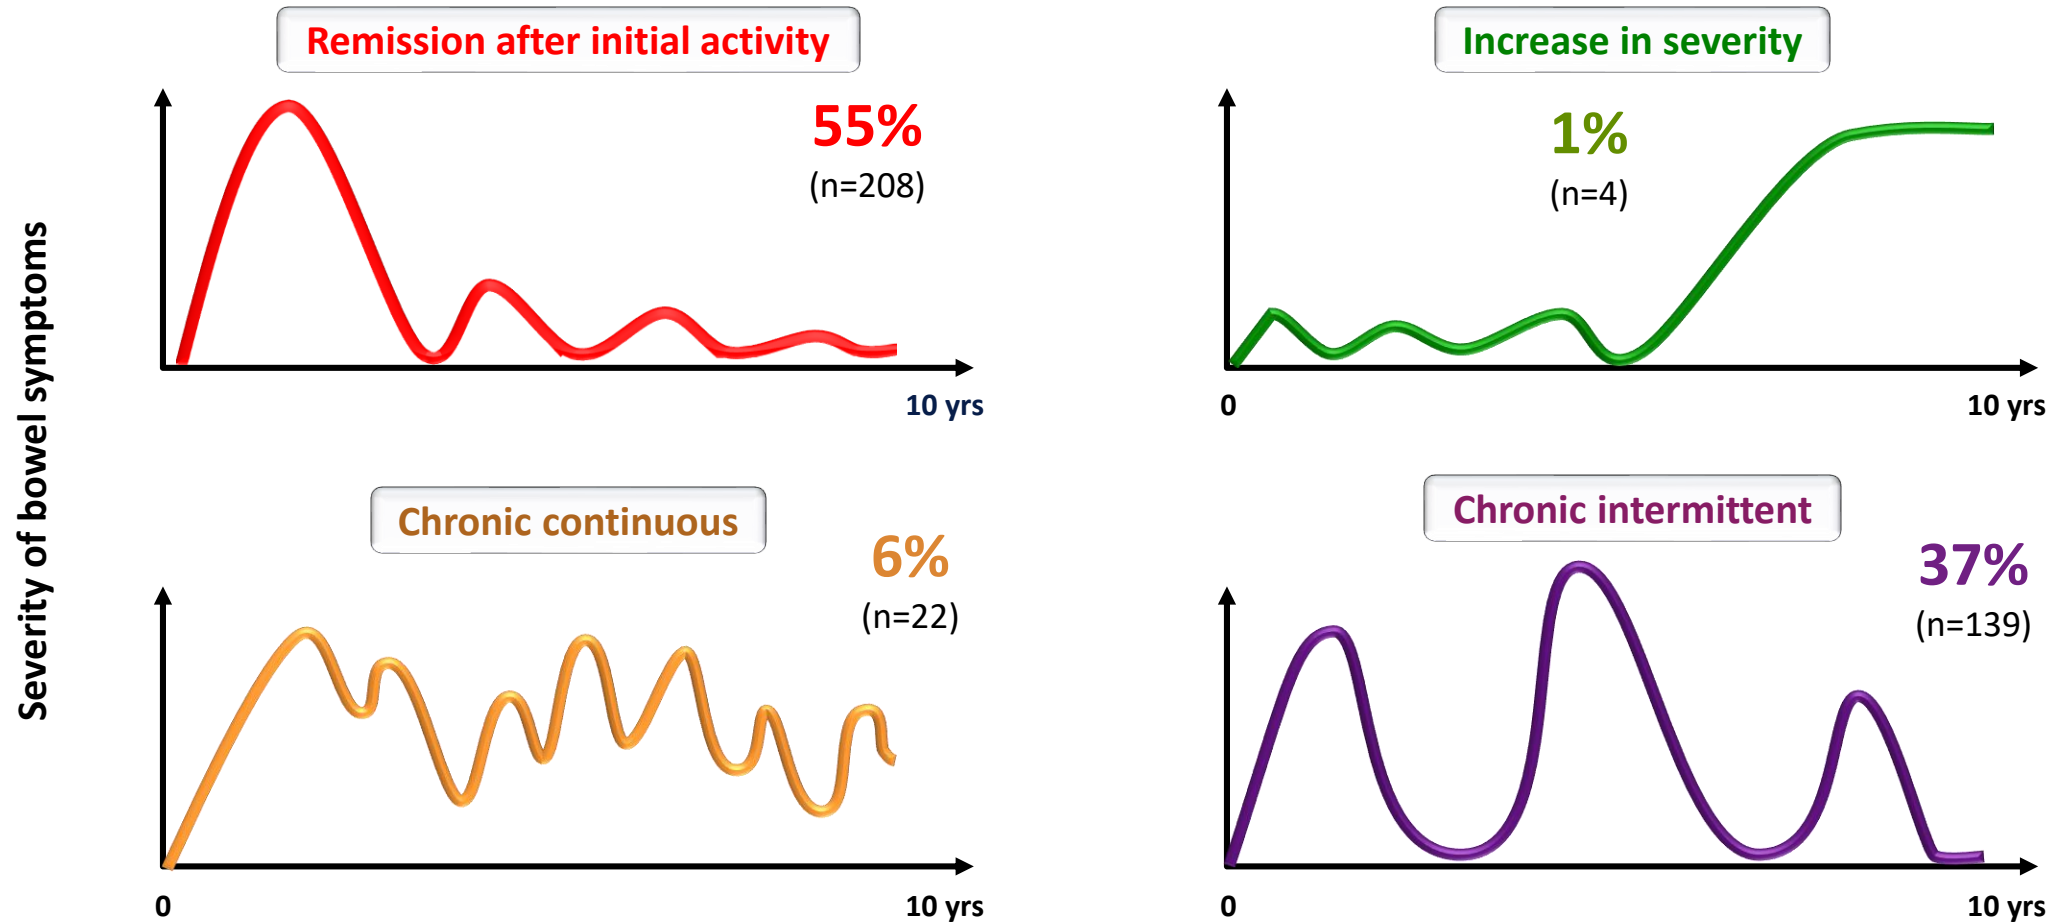 Severity of bowel symptoms
Remission after initial activity
55%
(n=208)
10 yrs
Increase in severity
1%
(n=4)
0
10 yrs
Chronic continuous
6%
(n=22)
0
10 yrs
Chronic intermittent
37%
(n=139)
0
10 yrs